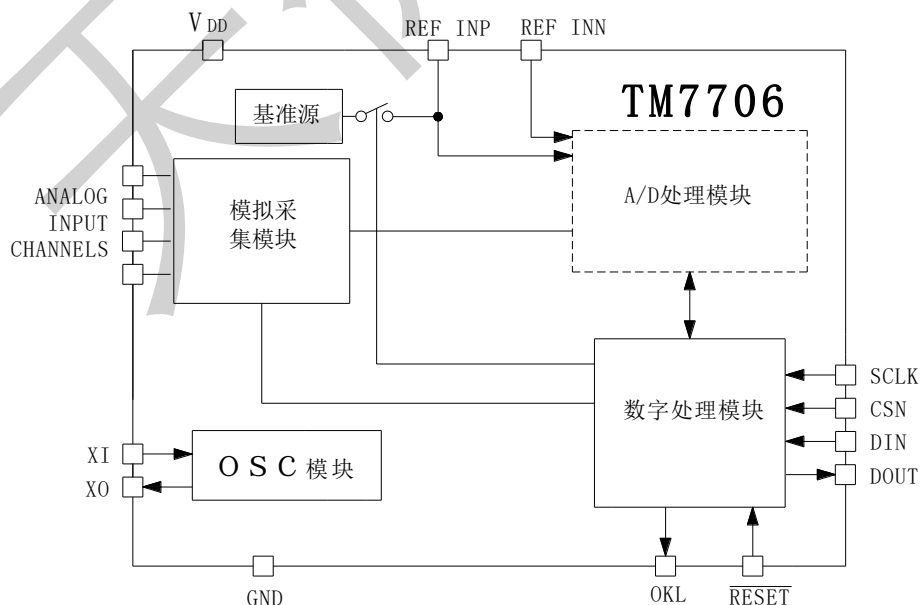 VDD
REF INP
REF INN
TM7706
基准源
ANALOG
INPUT
CHANNELS
模拟采
集模块
A/D处理模块
数字处理模块
SCLK
CSN
DIN
DOUT
XI
XO
OSC模块
GND
OKL
RESET